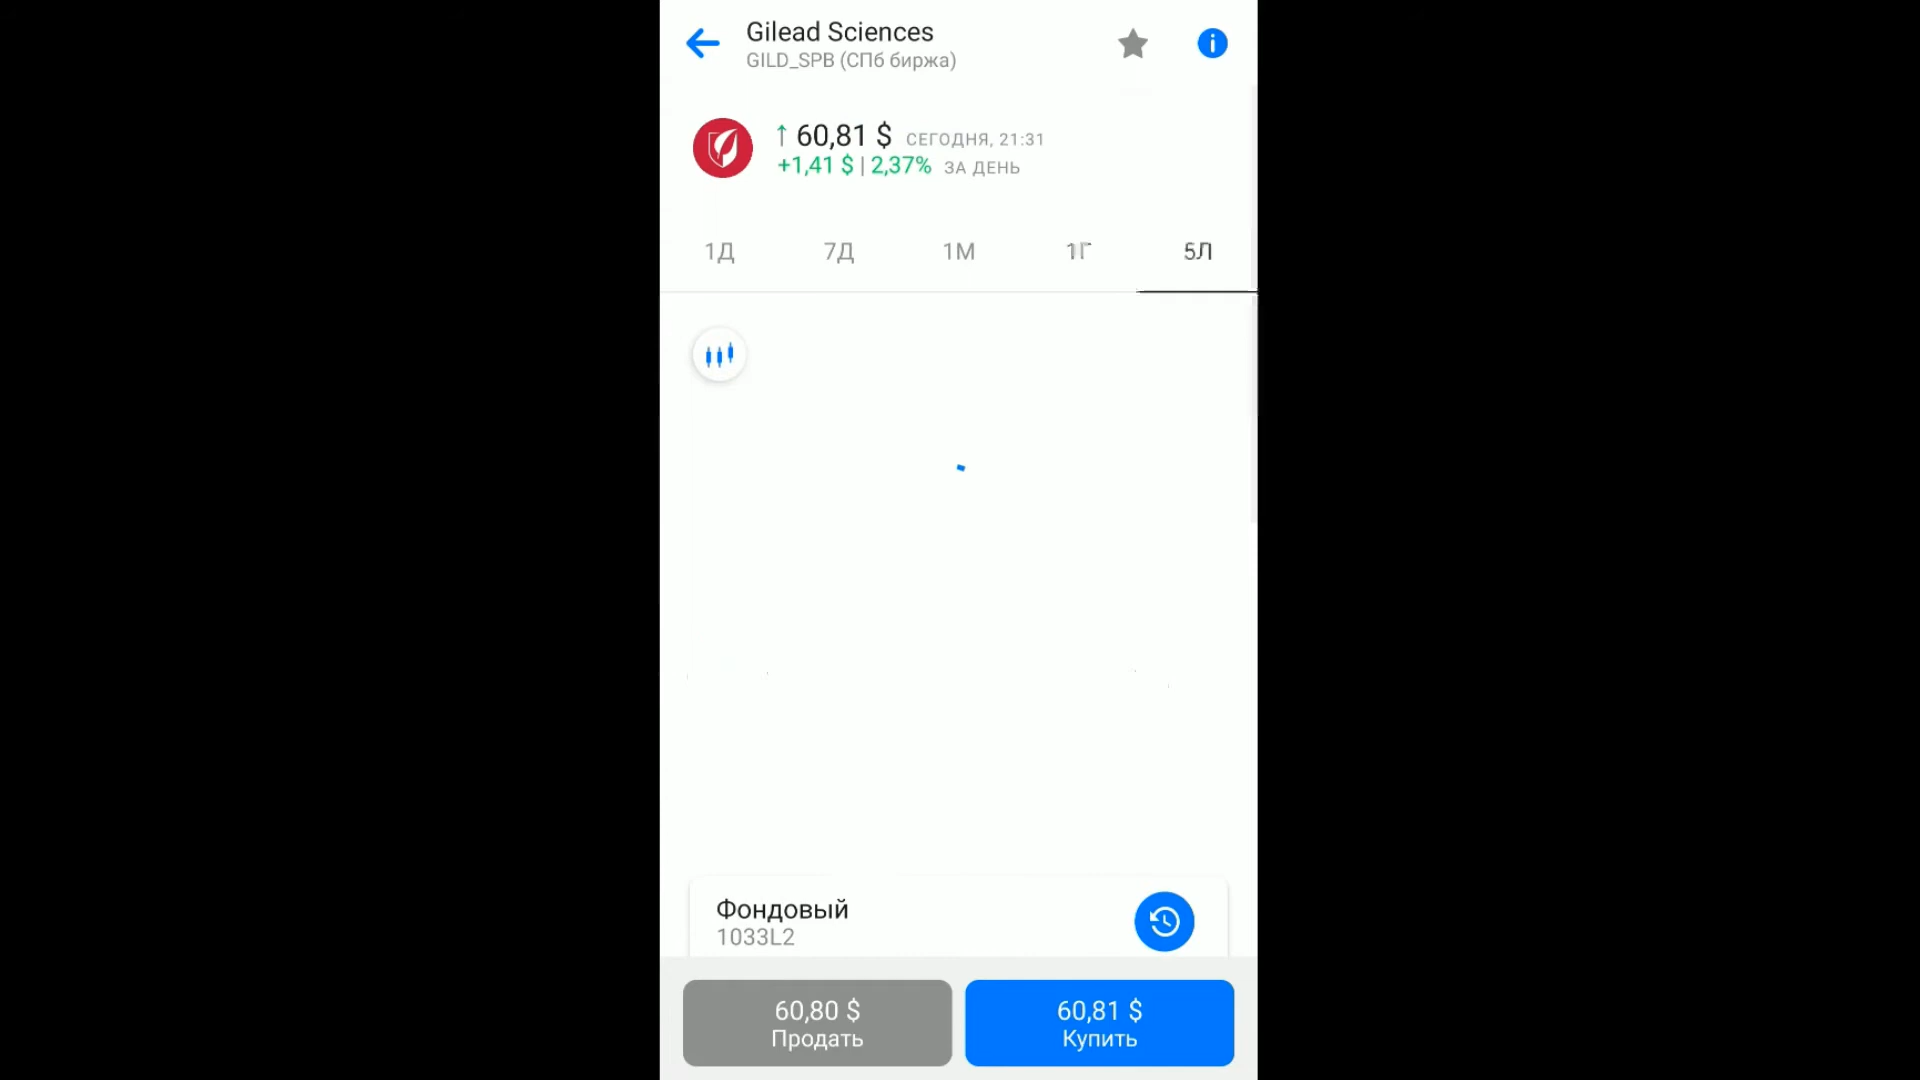 Gilead Sciences
GILD_SPB (СПб биржа)
↑ 60,81 $ СЕГОДНЯ, 21:31
+1,41 $ | 2,37% ЗА ДЕНЬ
1Д 7Д 1М 1Г 5Л
Фондовый
1033L2
60,80 $
Продать
60,81 $
Купить